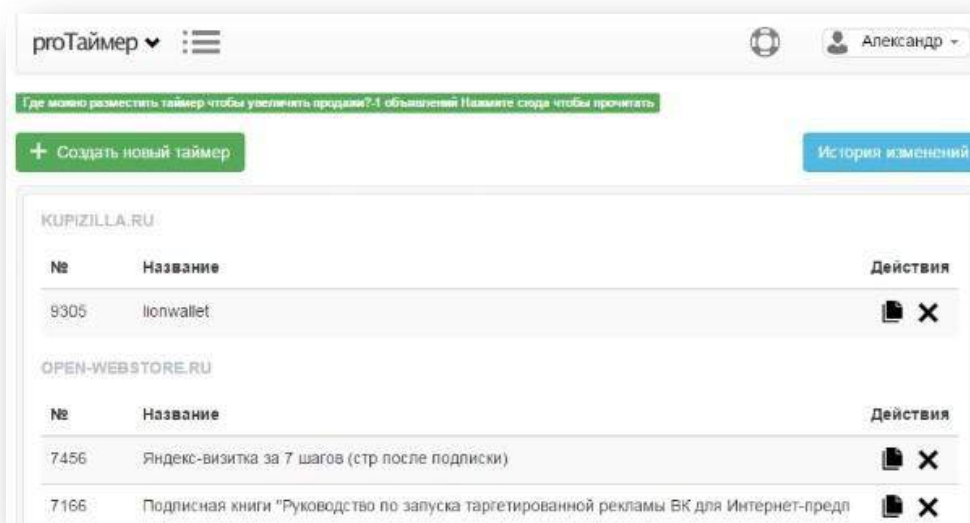 proТаймер
Александр
Где можно разместить таймер чтобы увеличить продажи?-1 объявлений Нажмите сюда чтобы прочитать
+ Создать новый таймер
История изменений
KUPIZILLA.RU
№ Название Действия
9305 lionwallet
OPEN-WEBSTORE.RU
№ Название Действия
7456 Яндекс-визитка за 7 шагов (стр после подписки)
7166 Подписная книги "Руководство по запуска таргетированной рекламы ВК для Интернет-предп